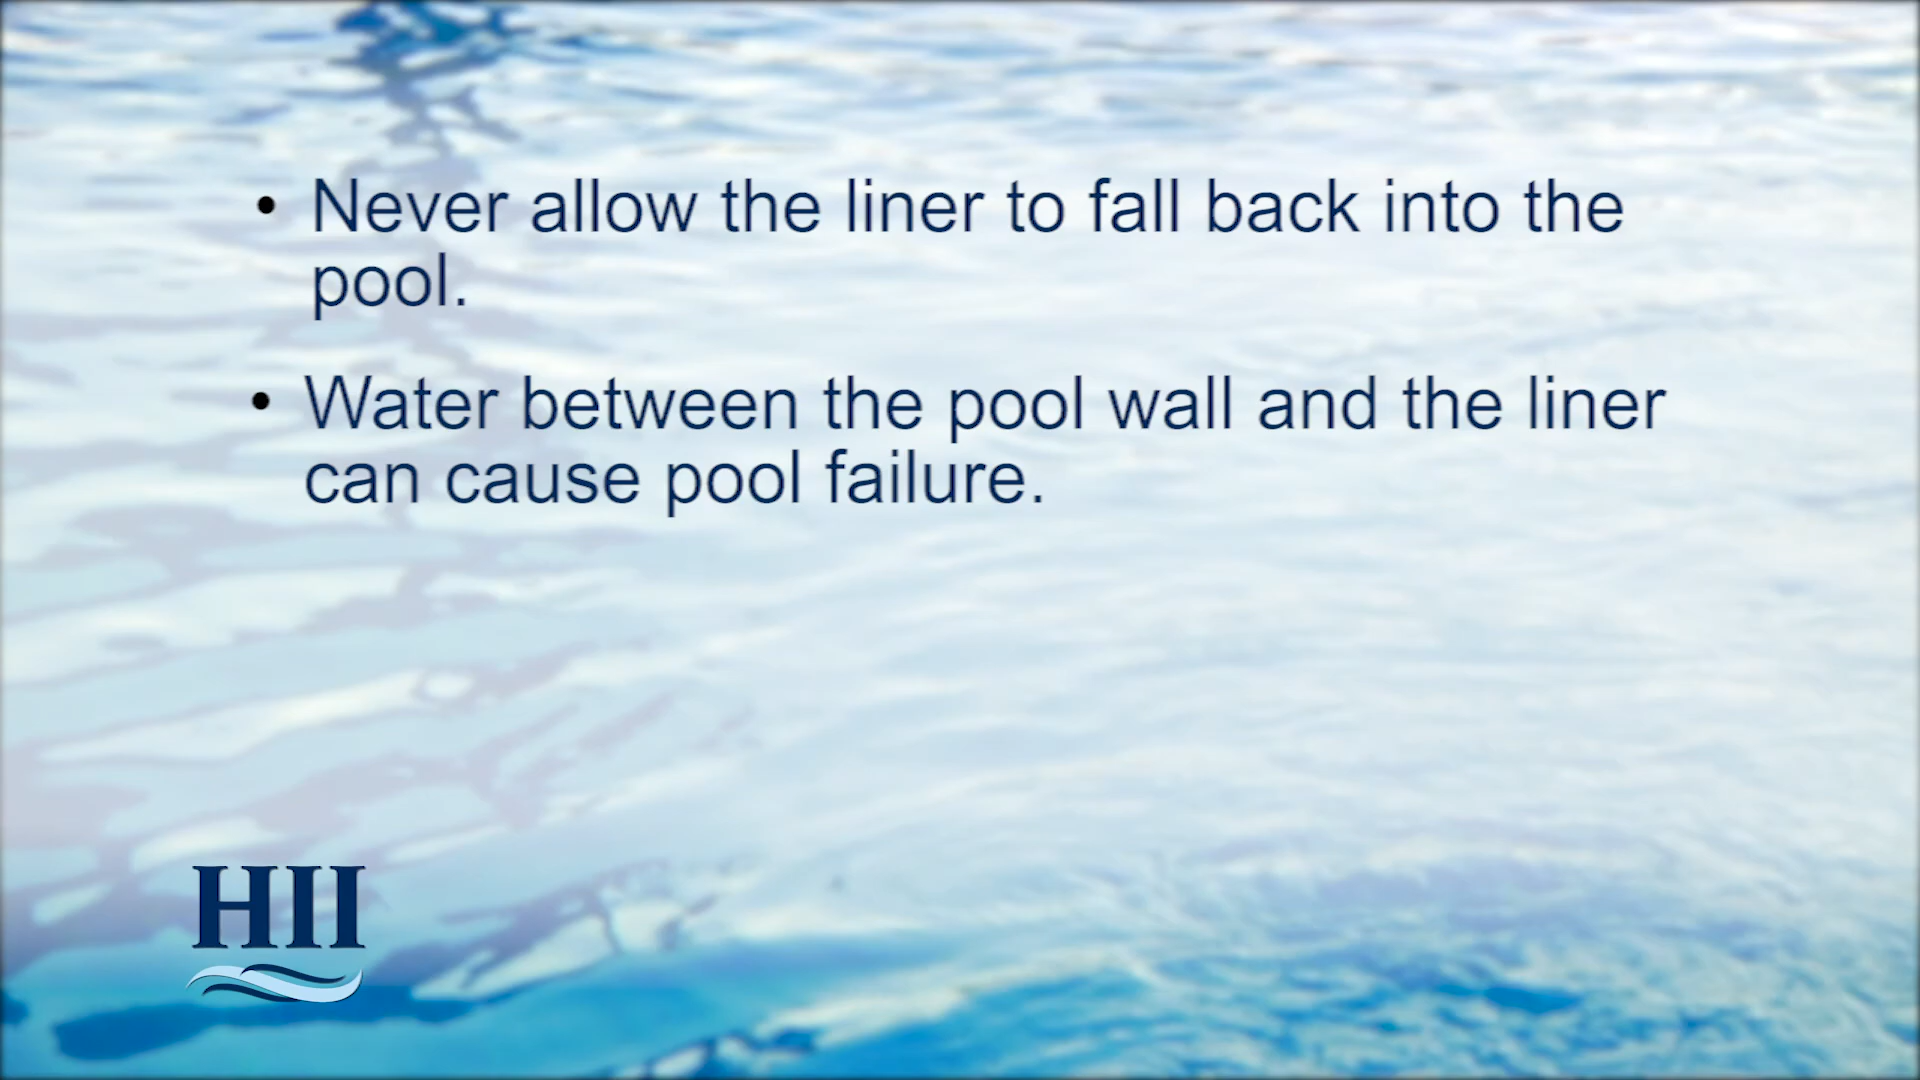 • Never allow the liner to fall back into the
pool.
• Water between the pool wall and the liner
can cause pool failure.
HII